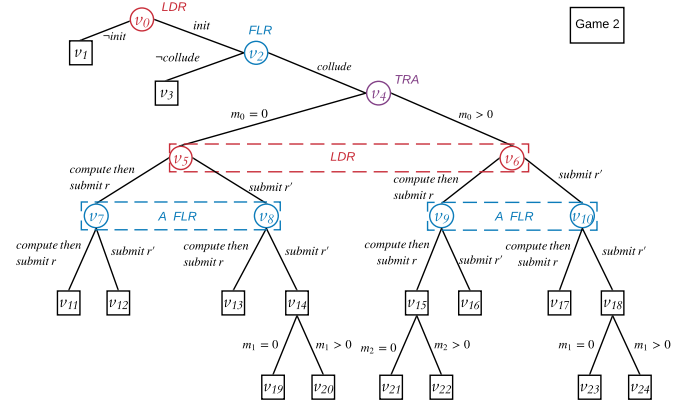 LDR
Game 2
v0
init
FLR
¬init
v1
v2
¬collude
collude
TRA
v3
v4
m0 = 0
m0 > 0
v5
LDR
v6
compute then
submit r
submit r′
compute then
submit r
submit r′
v7
A FLR
v8
v9
A FLR
v10
compute then
submit r
submit r′
compute then
submit r
submit r′
compute then
submit r
submit r′
compute then
submit r
submit r′
v11
v12
v13
v14
v15
v16
v17
v18
m1 = 0
m1 > 0
m2 = 0
m2 > 0
m1 = 0
m1 > 0
v19
v20
v21
v22
v23
v24